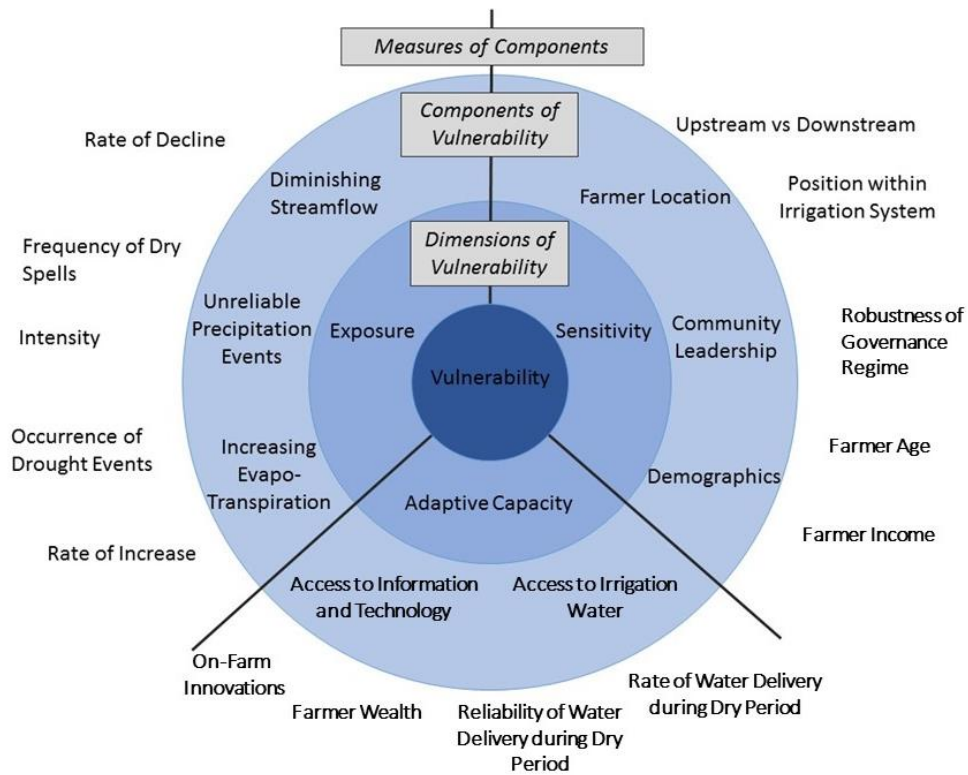 Measures of Components
Components of
Vulnerability
Upstream vs Downstream
Rate of Decline
Diminishing
Streamflow
Farmer Location
Position within
Irrigation System
Dimensions of
Vulnerability
Frequency of Dry
Spells
Unreliable
Precipitation
Events
Exposure
Sensitivity
Community
Leadership
Robustness of
Governance
Regime
Intensity
Vulnerability
Occurrence of
Drought Events
Increasing
Evapo-
Transpiration
Adaptive Capacity
Demographics
Farmer Age
Rate of Increase
Farmer Income
Access to Information
and Technology
Access to Irrigation
Water
On-Farm
Innovations
Farmer Wealth
Reliability of Water
Delivery during Dry
Period
Rate of Water Delivery
during Dry Period